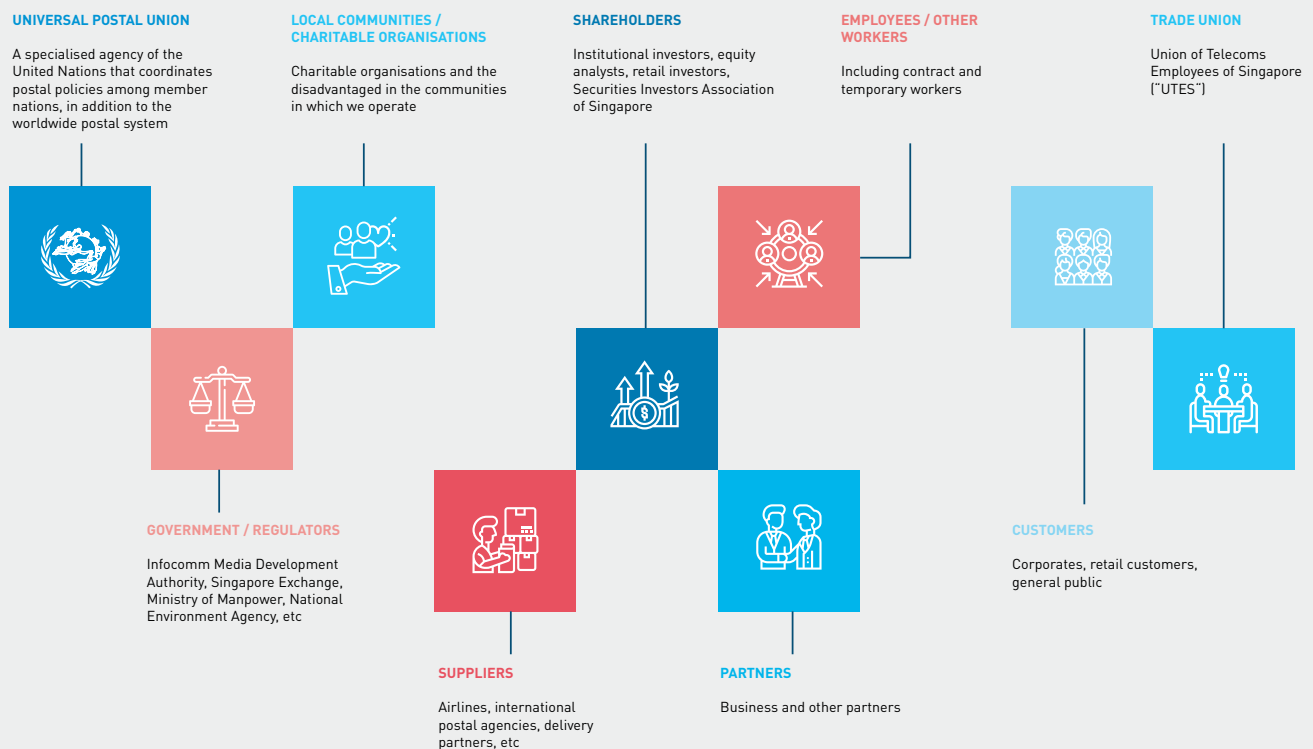 UNIVERSAL POSTAL UNION
A specialised agency of the
United Nations that coordinates
postal policies among member
nations, in addition to the
worldwide postal system
LOCAL COMMUNITIES /
CHARITABLE ORGANISATIONS
Charitable organisations and the
disadvantaged in the communities
in which we operate
SHAREHOLDERS
Institutional investors, equity
analysts, retail investors,
Securities Investors Association
of Singapore
EMPLOYEES / OTHER
WORKERS
Including contract and
temporary workers
TRADE UNION
Union of Telecoms
Employees of Singapore
("UTES")
$
GOVERNMENT / REGULATORS
Infocomm Media Development
Authority, Singapore Exchange,
Ministry of Manpower, National
Environment Agency, etc
CUSTOMERS
Corporates, retail customers,
general public
SUPPLIERS
Airlines, international
postal agencies, delivery
partners, etc
PARTNERS
Business and other partners